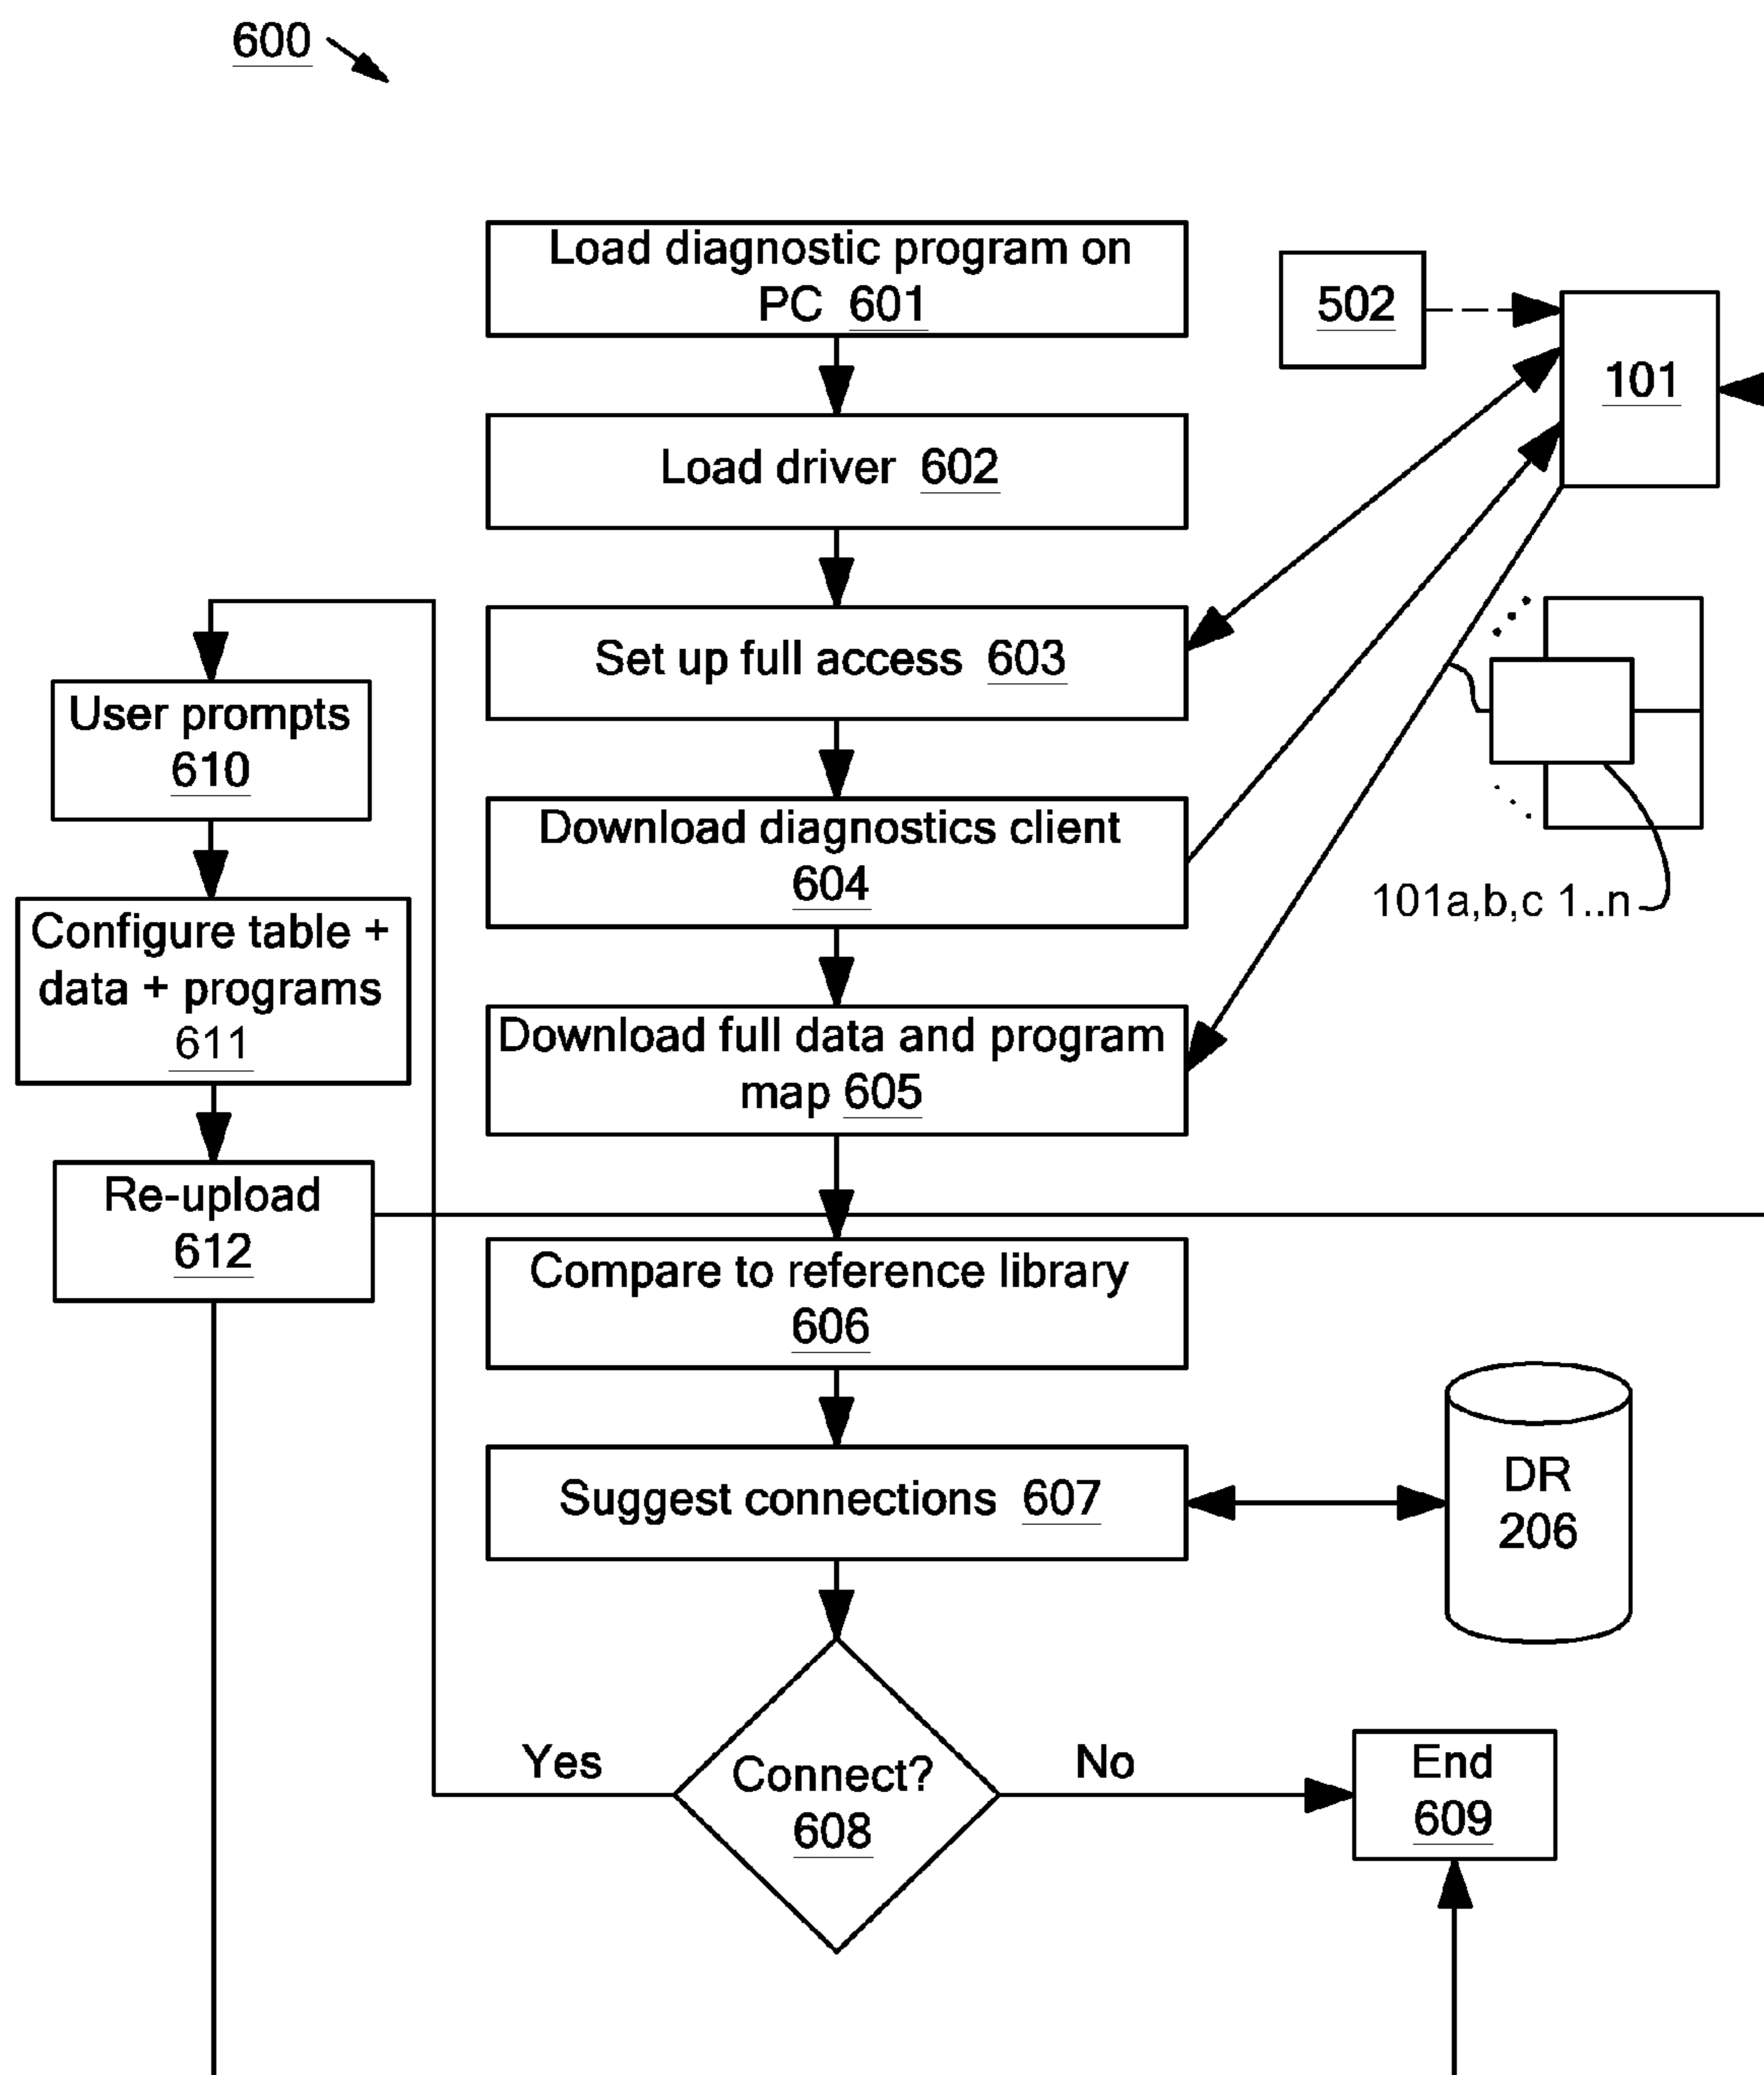 600
Load diagnostic program on
PC 601
502
101
Load driver 602
Set up full access 603
User prompts
610
Download diagnostics client
604
101a,b,c 1..n
Configure table +
data + programs
611
Download full data and program
map 605
Re-upload
612
Compare to reference library
606
Suggest connections 607
DR
206
Yes
Connect?
608
No
End
609